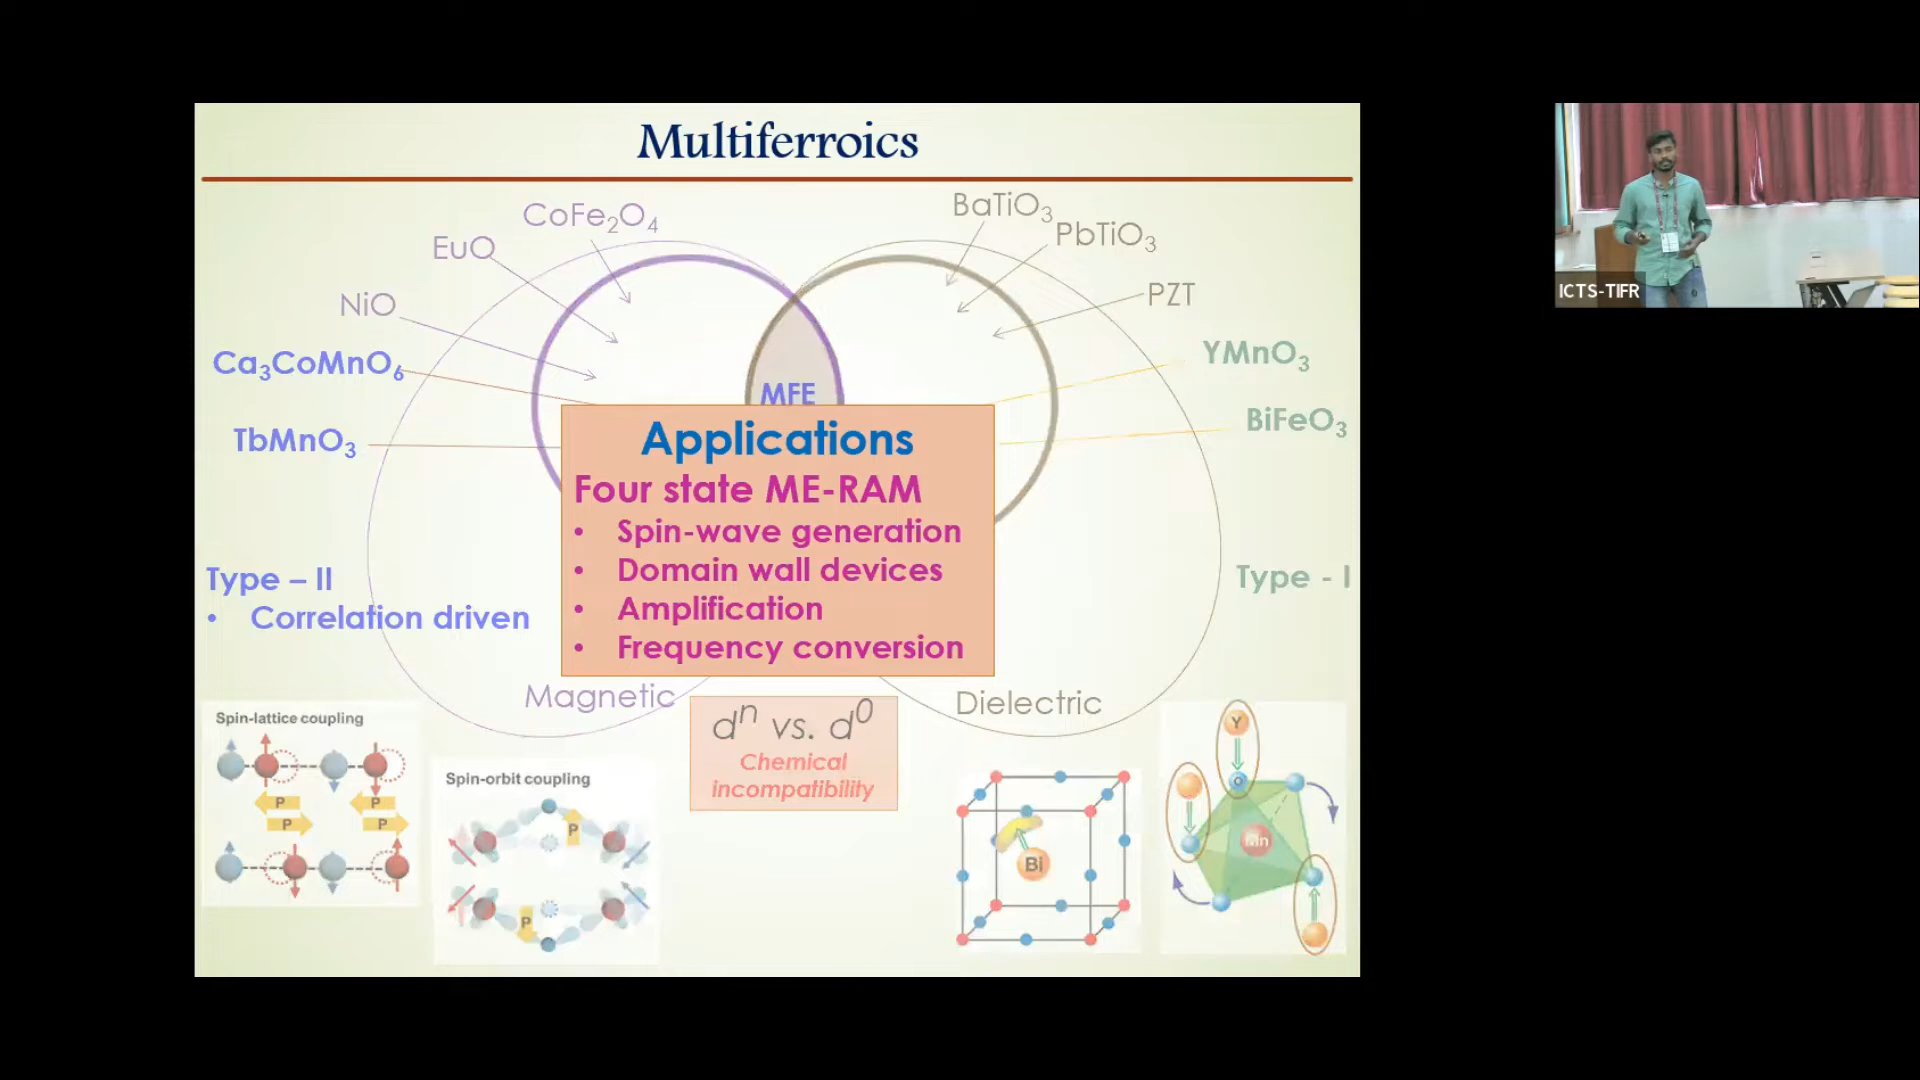 Multiferroics
CoFe₂O₄
BaTiO₃
EuO
PbTiO₃
NiO
PZT
Ca₃CoMnO₆
YMnO₃
MFE
TbMnO₃
BiFeO₃
Applications
Four state ME-RAM
• Spin-wave generation
• Domain wall devices
• Amplification
• Frequency conversion
Type – II
• Correlation driven
Type - I
Magnetic
Dielectric
dⁿ vs. d⁰
Chemical
incompatibility
Spin-lattice coupling
P P
P P
Spin-orbit coupling
P
P
Bi
Y
O
Mn
ICTS-TIFR